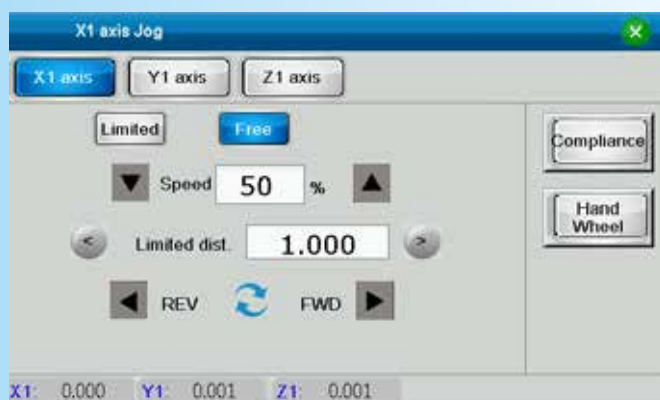 X1 axis Jog
X1 axis Y1 axis Z1 axis
Limited Free
Compliance
Speed 50 %
Hand
Wheel
< Limited dist. 1.000 >
REV FWD
X1: 0.000 Y1: 0.001 Z1: 0.001